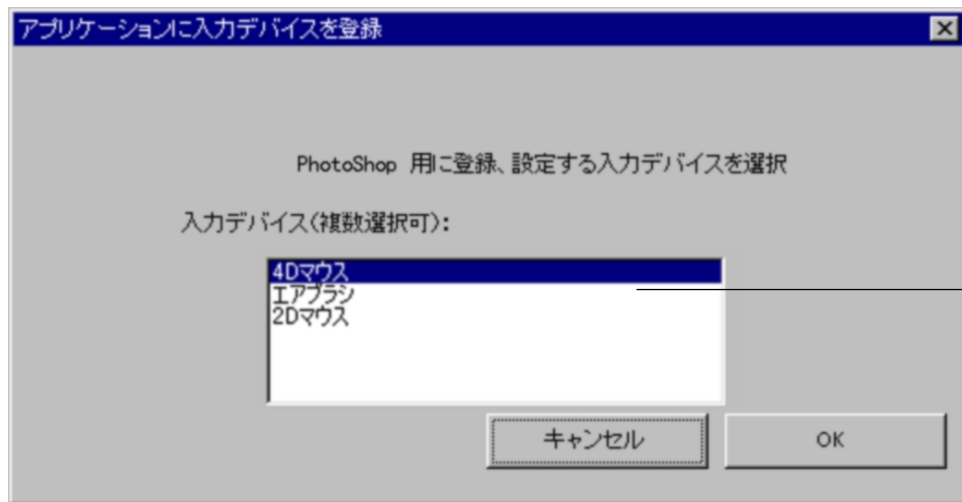 アプリケーションに入力デバイスを登録
PhotoShop 用に登録、設定する入力デバイスを選択
入力デバイス(複数選択可):
4Dマウス
エアブラシ
2Dマウス
キャンセル
OK